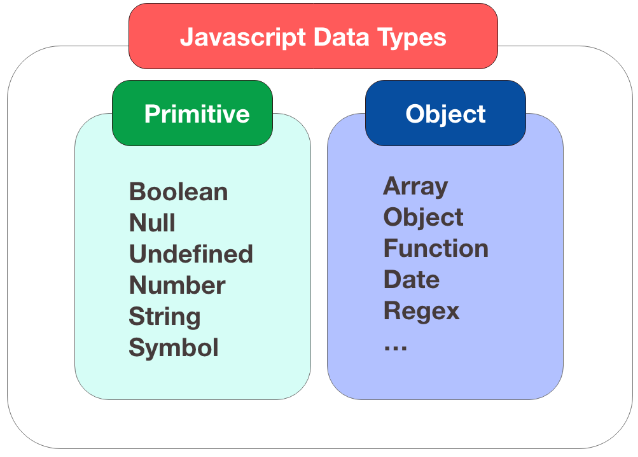 Javascript Data Types
Primitive
Boolean
Null
Undefined
Number
String
Symbol
Object
Array
Object
Function
Date
Regex
...